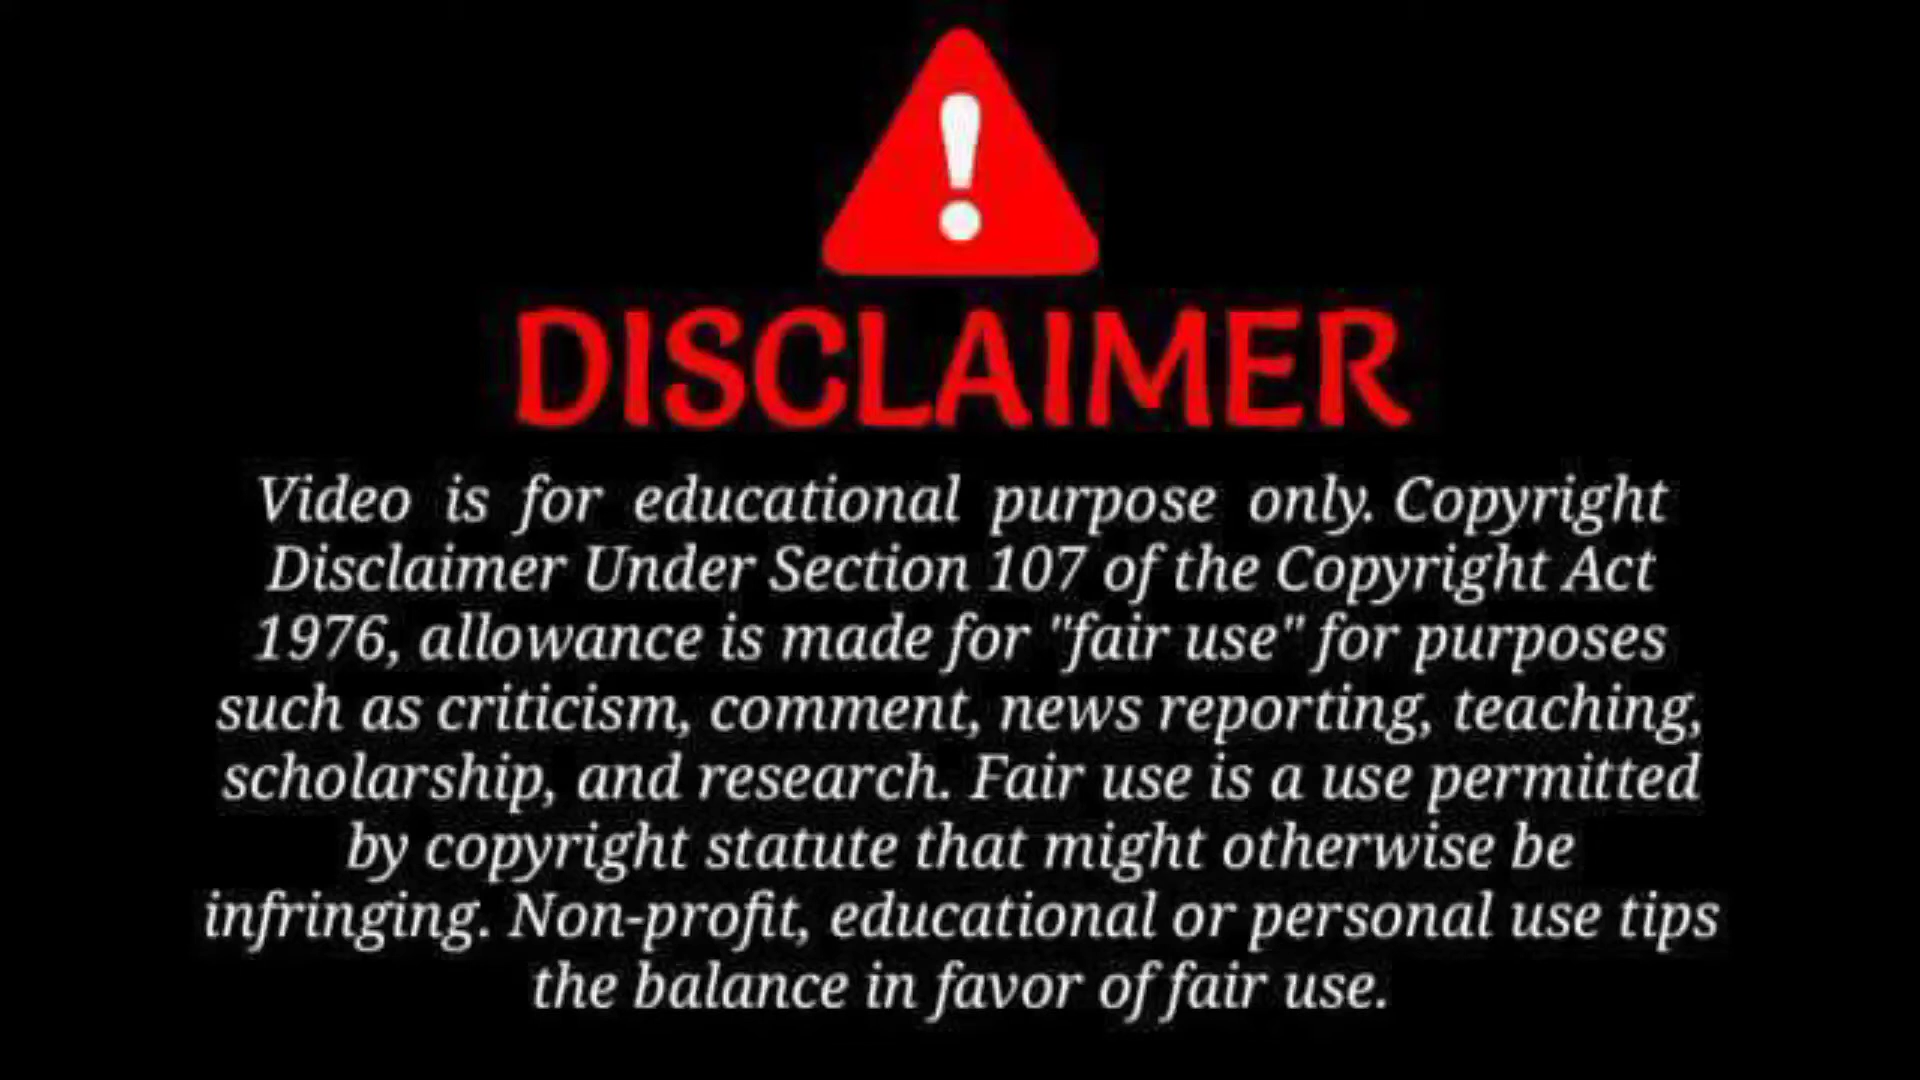 DISCLAIMER
Video is for educational purpose only. Copyright
Disclaimer Under Section 107 of the Copyright Act
1976, allowance is made for "fair use" for purposes
such as criticism, comment, news reporting, teaching,
scholarship, and research. Fair use is a use permitted
by copyright statute that might otherwise be
infringing. Non-profit, educational or personal use tips
the balance in favor of fair use.